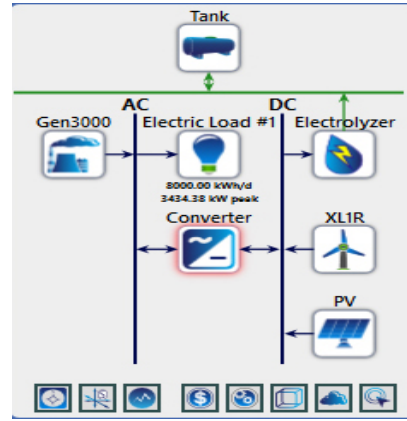 Tank
AC
DC
Gen3000
Electric Load #1
Electrolyzer
8000.00 kWh/d
3434.38 kW peak
Converter
XL1R
PV